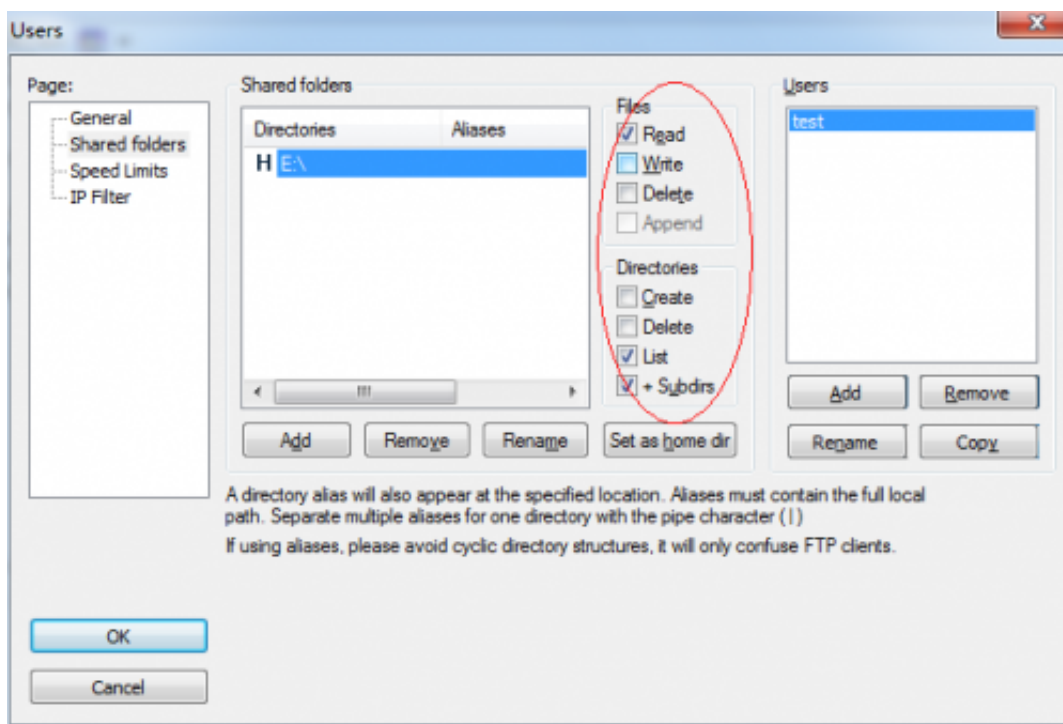 Users
Page:
General
Shared folders
Speed Limits
IP Filter
Shared folders
Directories Aliases
H E:\
Files
Read
Write
Delete
Append
Directories
Create
Delete
List
+ Subdirs
Add Remove Rename Set as home dir
Users
test
Add Remove
Rename Copy
A directory alias will also appear at the specified location. Aliases must contain the full local
path. Separate multiple aliases for one directory with the pipe character ( | )
If using aliases, please avoid cyclic directory structures, it will only confuse FTP clients.
OK
Cancel